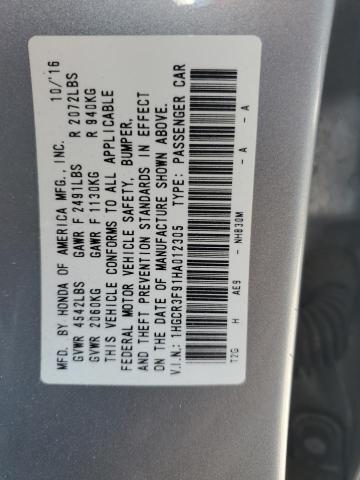 MFD. BY HONDA OF AMERICA MFG., INC. 10/'16
GVWR 4542LBS GAWR F 2491LBS R 2072LBS
GVWR 2060KG GAWR F 1130KG R 940KG
THIS VEHICLE CONFORMS TO ALL APPLICABLE
FEDERAL MOTOR VEHICLE SAFETY, BUMPER,
AND THEFT PREVENTION STANDARDS IN EFFECT
ON THE DATE OF MANUFACTURE SHOWN ABOVE.
V.I.N.: 1HGCR3F91HA012305 TYPE: PASSENGER CAR
T2G H AE9 - NH830M - A - A